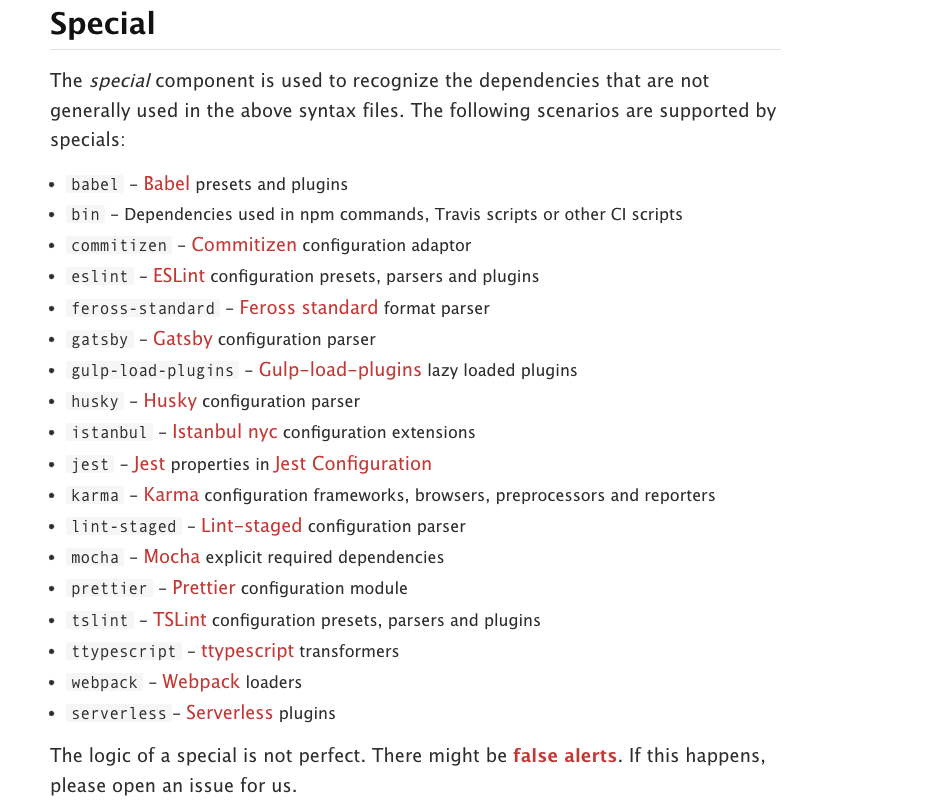 Special
The special component is used to recognize the dependencies that are not
generally used in the above syntax files. The following scenarios are supported by
specials:
• babel – Babel presets and plugins
• bin – Dependencies used in npm commands, Travis scripts or other CI scripts
• commitizen – Commitizen configuration adaptor
• eslint – ESLint configuration presets, parsers and plugins
• feross-standard – Feross standard format parser
• gatsby – Gatsby configuration parser
• gulp-load-plugins – Gulp-load-plugins lazy loaded plugins
• husky – Husky configuration parser
• istanbul – Istanbul nyc configuration extensions
• jest – Jest properties in Jest Configuration
• karma – Karma configuration frameworks, browsers, preprocessors and reporters
• lint-staged – Lint-staged configuration parser
• mocha – Mocha explicit required dependencies
• prettier – Prettier configuration module
• tslint – TSLint configuration presets, parsers and plugins
• ttypescript – ttypescript transformers
• webpack – Webpack loaders
• serverless – Serverless plugins
The logic of a special is not perfect. There might be false alerts. If this happens,
please open an issue for us.